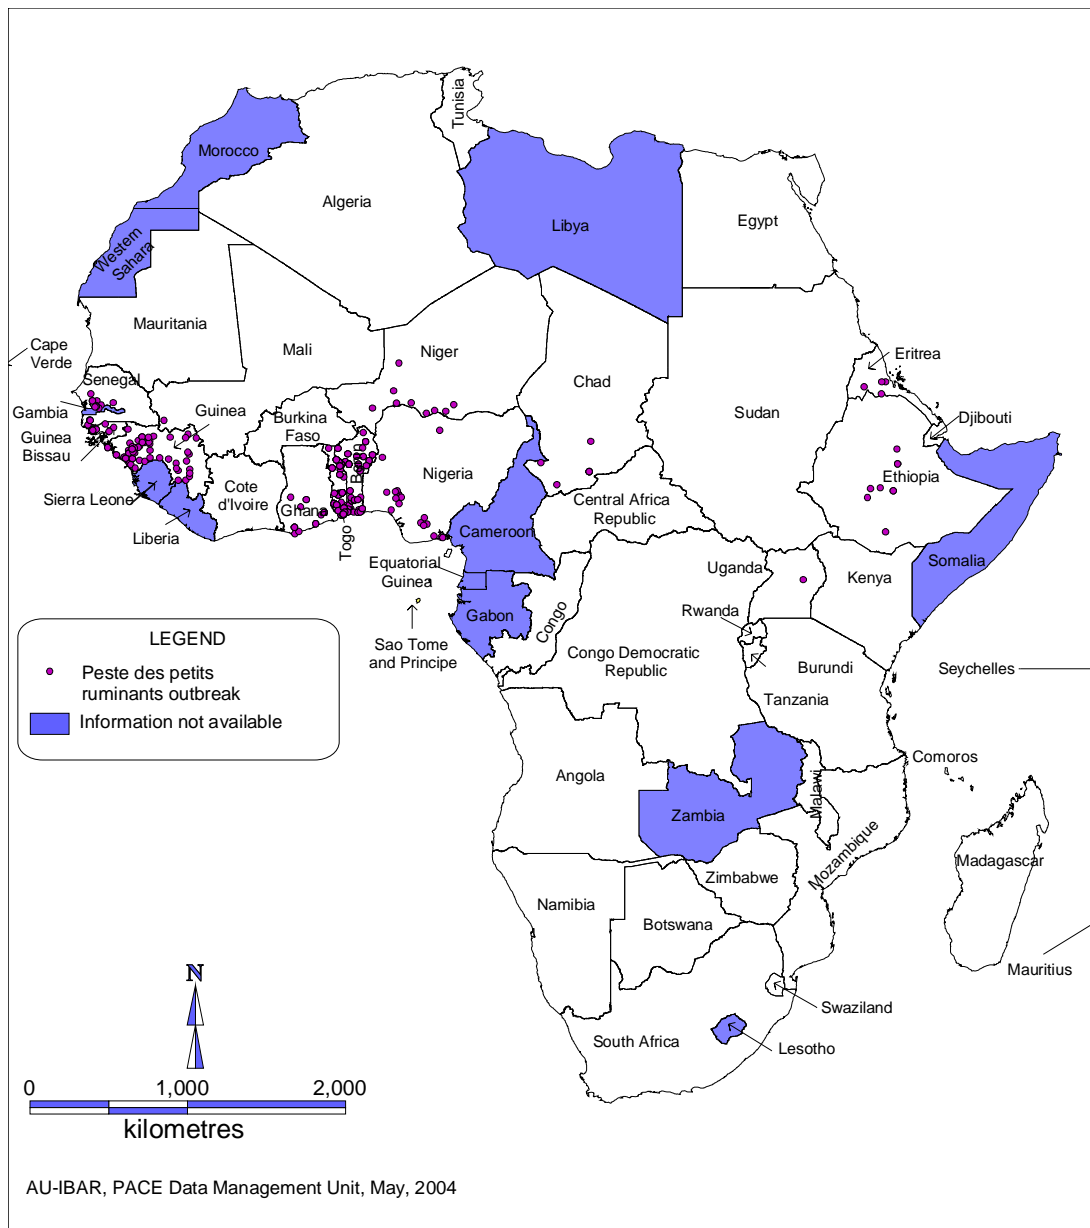 Tunisia
Morocco
Algeria
Libya
Egypt
Western
Sahara
Mauritania
Mali
Niger
Chad
Sudan
Eritrea
Cape
Verde
Senegal
Gambia
Guinea
Guinea
Bissau
Burkina
Faso
Benin
Nigeria
Djibouti
Ethiopia
Sierra Leone
Cote
d'Ivoire
Ghana
Togo
Liberia
Central Africa
Republic
Cameroon
Somalia
Equatorial
Guinea
Uganda
Kenya
Gabon
Congo
Rwanda
Sao Tome
and Principe
Congo Democratic
Republic
Burundi
Tanzania
Seychelles
LEGEND
Peste des petits
ruminants outbreak
Information not available
Angola
Zambia
Malawi
Comoros
Mozambique
Madagascar
Zimbabwe
Namibia
Botswana
Mauritius
Swaziland
South Africa
Lesotho
N
0 1,000 2,000
kilometres
AU-IBAR, PACE Data Management Unit, May, 2004